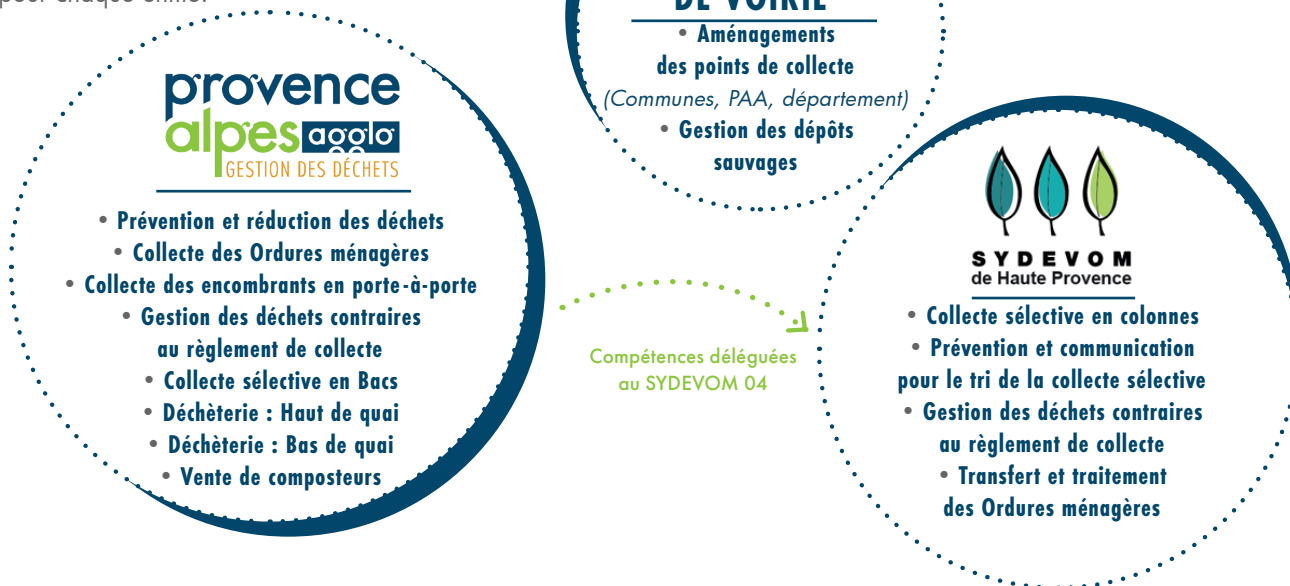 pour chaque entité.
DE VOIRIE
• Aménagements
des points de collecte
(Communes, PAA, département)
• Gestion des dépôts
sauvages
provence
alpes agglo
GESTION DES DÉCHETS
• Prévention et réduction des déchets
• Collecte des Ordures ménagères
• Collecte des encombrants en porte-à-porte
• Gestion des déchets contraires
au règlement de collecte
• Collecte sélective en Bacs
• Déchèterie : Haut de quai
• Déchèterie : Bas de quai
• Vente de composteurs
Compétences déléguées
au SYDEVOM 04
SYDEVOM
de Haute Provence
• Collecte sélective en colonnes
• Prévention et communication
pour le tri de la collecte sélective
• Gestion des déchets contraires
au règlement de collecte
• Transfert et traitement
des Ordures ménagères